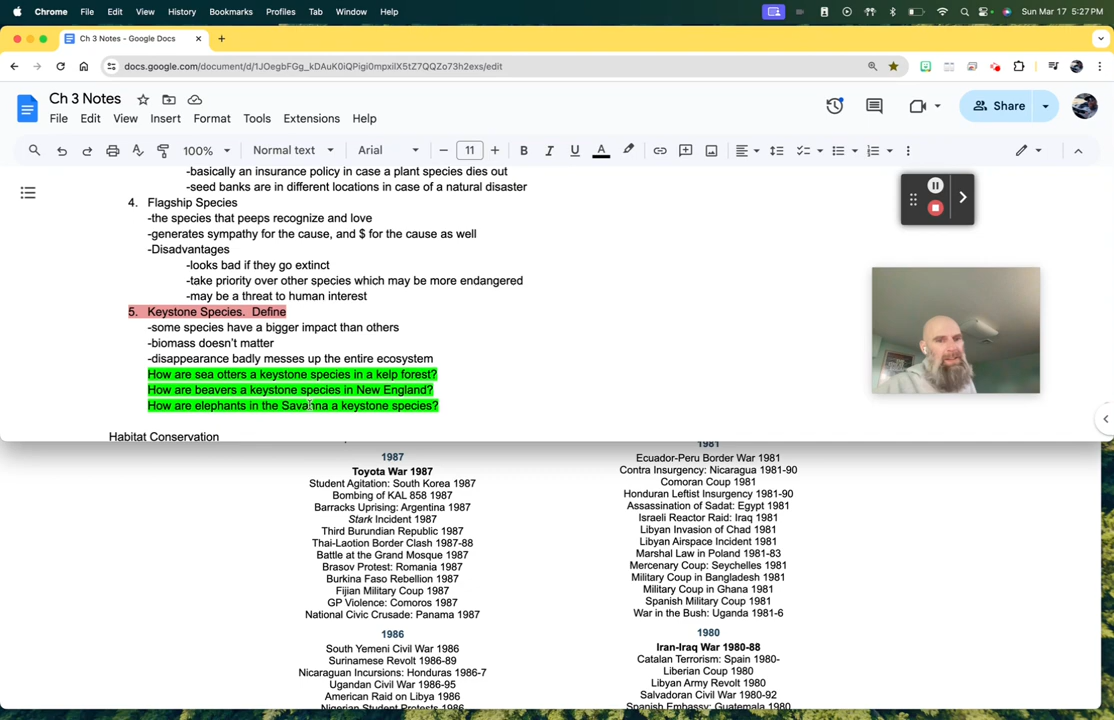 Chrome File Edit View History Bookmarks Profiles Tab Window Help Sun Mar 17 5:27PM
Ch 3 Notes - Google Docs
docs.google.com/document/d/1JOegbFGg_kDAuK0iQPigi0mpxilX5tZ7QQZo73h2exs/edit
Ch 3 Notes
Share
File Edit View Insert Format Tools Extensions Help
100% Normal text Arial 11 B I U A
-basically an insurance policy in case a plant species dies out
-seed banks are in different locations in case of a natural disaster
4. Flagship Species
-the species that peeps recognize and love
-generates sympathy for the cause, and $ for the cause as well
-Disadvantages
-looks bad if they go extinct
-take priority over other species which may be more endangered
-may be a threat to human interest
5. Keystone Species. Define
-some species have a bigger impact than others
-biomass doesn't matter
-disappearance badly messes up the entire ecosystem
How are sea otters a keystone species in a kelp forest?
How are beavers a keystone species in New England?
How are elephants in the Savanna a keystone species?
Habitat Conservation
1987
Toyota War 1987
Student Agitation: South Korea 1987
Bombing of KAL 858 1987
Barracks Uprising: Argentina 1987
Stark Incident 1987
Third Burundian Republic 1987
Thai-Laotion Border Clash 1987-88
Battle at the Grand Mosque 1987
Brasov Protest: Romania 1987
Burkina Faso Rebellion 1987
Fijian Military Coup 1987
GP Violence: Comoros 1987
National Civic Crusade: Panama 1987
1986
South Yemeni Civil War 1986
Surinamese Revolt 1986-89
Nicaraguan Incursions: Honduras 1986-7
Ugandan Civil War 1986-95
American Raid on Libya 1986
Nigerian Student Protests 1986
1981
Ecuador-Peru Border War 1981
Contra Insurgency: Nicaragua 1981-90
Comoran Coup 1981
Honduran Leftist Insurgency 1981-90
Assassination of Sadat: Egypt 1981
Israeli Reactor Raid: Iraq 1981
Libyan Invasion of Chad 1981
Libyan Airspace Incident 1981
Marshal Law in Poland 1981-83
Mercenary Coup: Seychelles 1981
Military Coup in Bangladesh 1981
Military Coup in Ghana 1981
Spanish Military Coup 1981
War in the Bush: Uganda 1981-6
1980
Iran-Iraq War 1980-88
Catalan Terrorism: Spain 1980-
Liberian Coup 1980
Libyan Army Revolt 1980
Salvadoran Civil War 1980-92
Spanish Embassy: Guatemala 1980